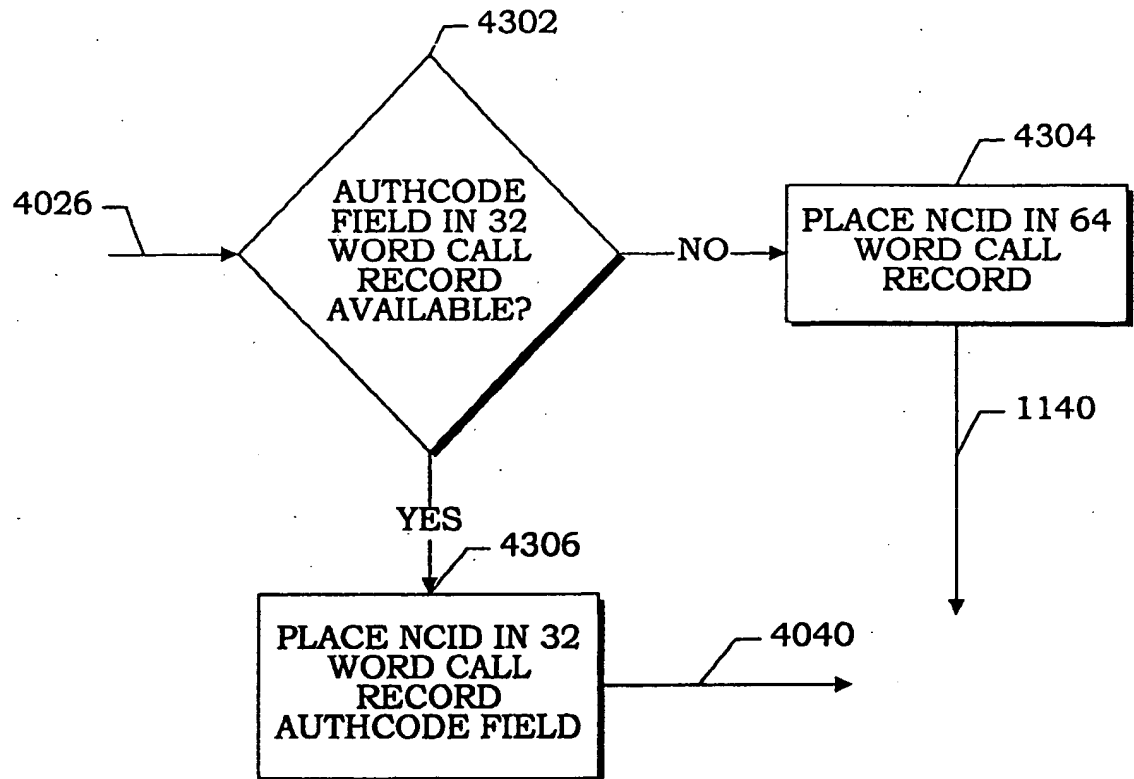 4302
4026
AUTHCODE
FIELD IN 32
WORD CALL
RECORD
AVAILABLE?
NO
4304
PLACE NCID IN 64
WORD CALL
RECORD
1140
YES
4306
PLACE NCID IN 32
WORD CALL
RECORD
AUTHCODE FIELD
4040